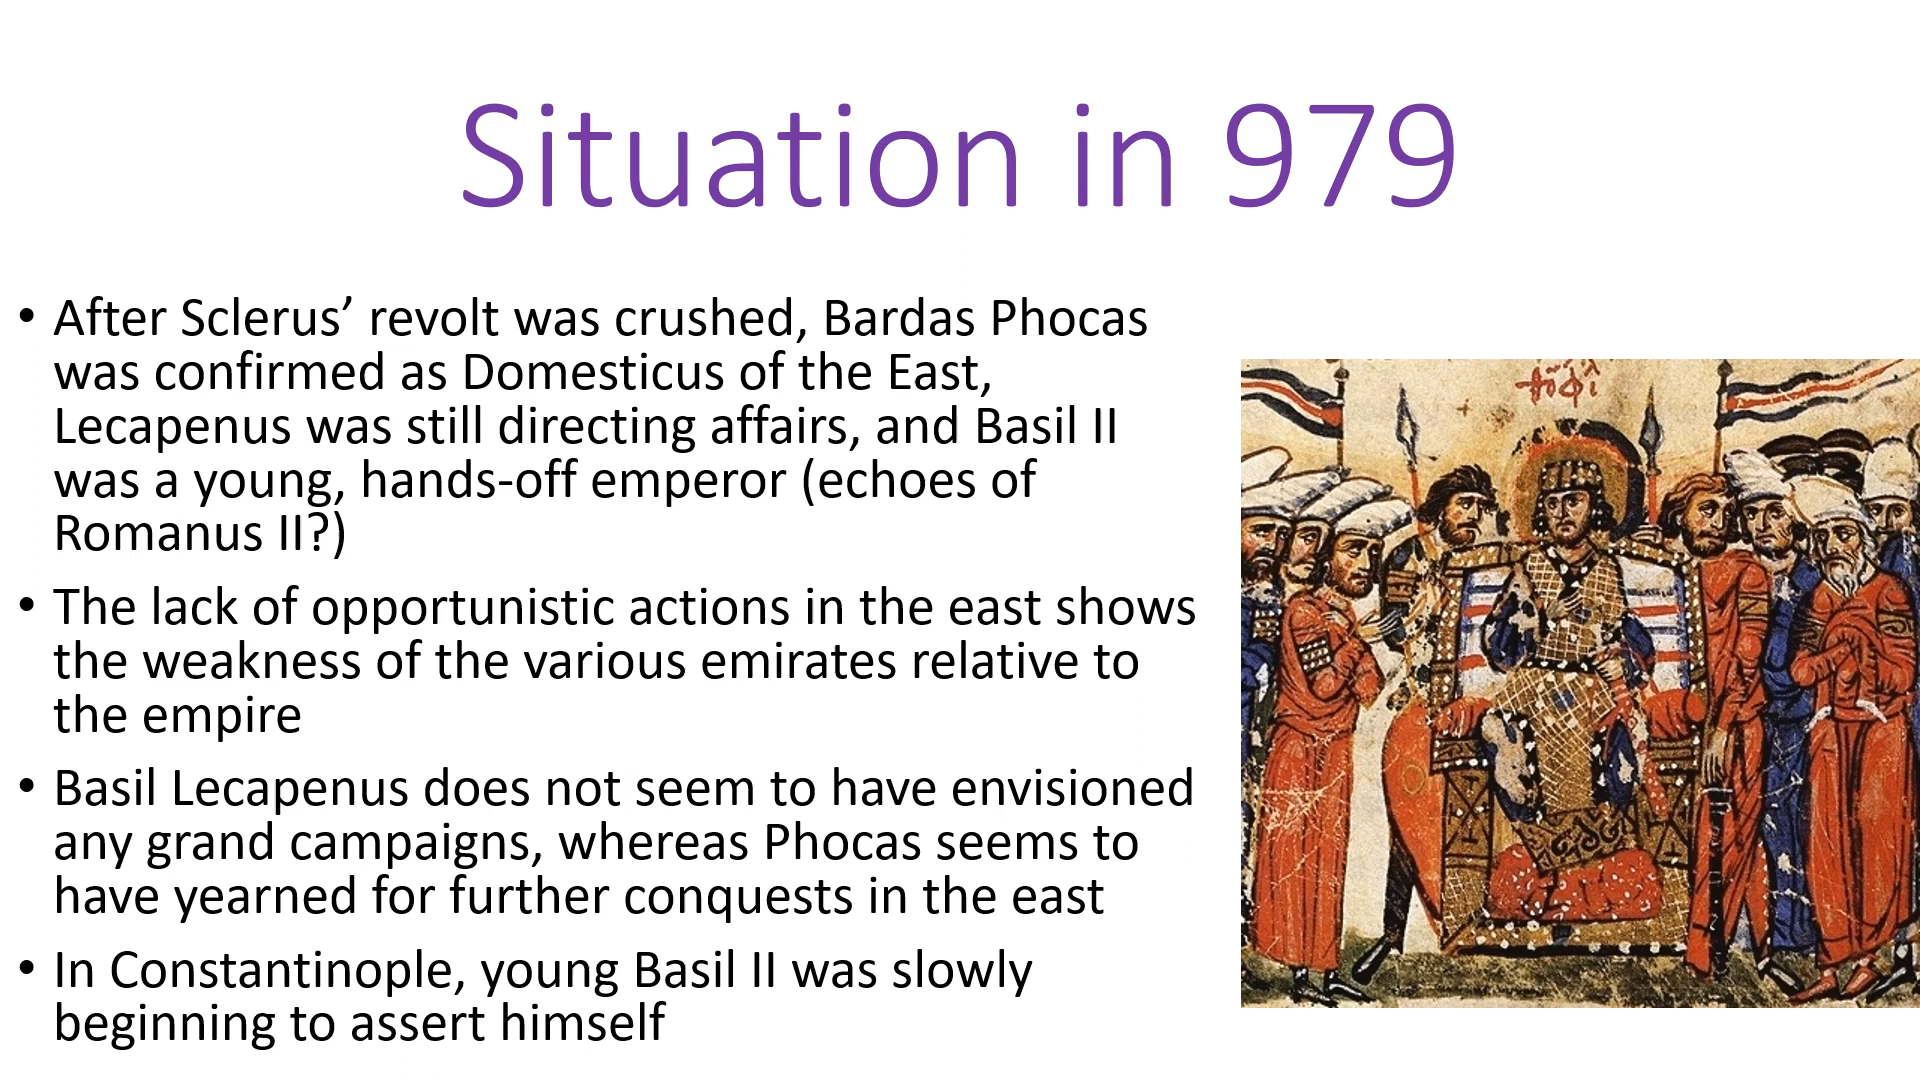 Situation in 979
• After Sclerus’ revolt was crushed, Bardas Phocas
was confirmed as Domesticus of the East,
Lecapenus was still directing affairs, and Basil II
was a young, hands-off emperor (echoes of
Romanus II?)
• The lack of opportunistic actions in the east shows
the weakness of the various emirates relative to
the empire
• Basil Lecapenus does not seem to have envisioned
any grand campaigns, whereas Phocas seems to
have yearned for further conquests in the east
• In Constantinople, young Basil II was slowly
beginning to assert himself